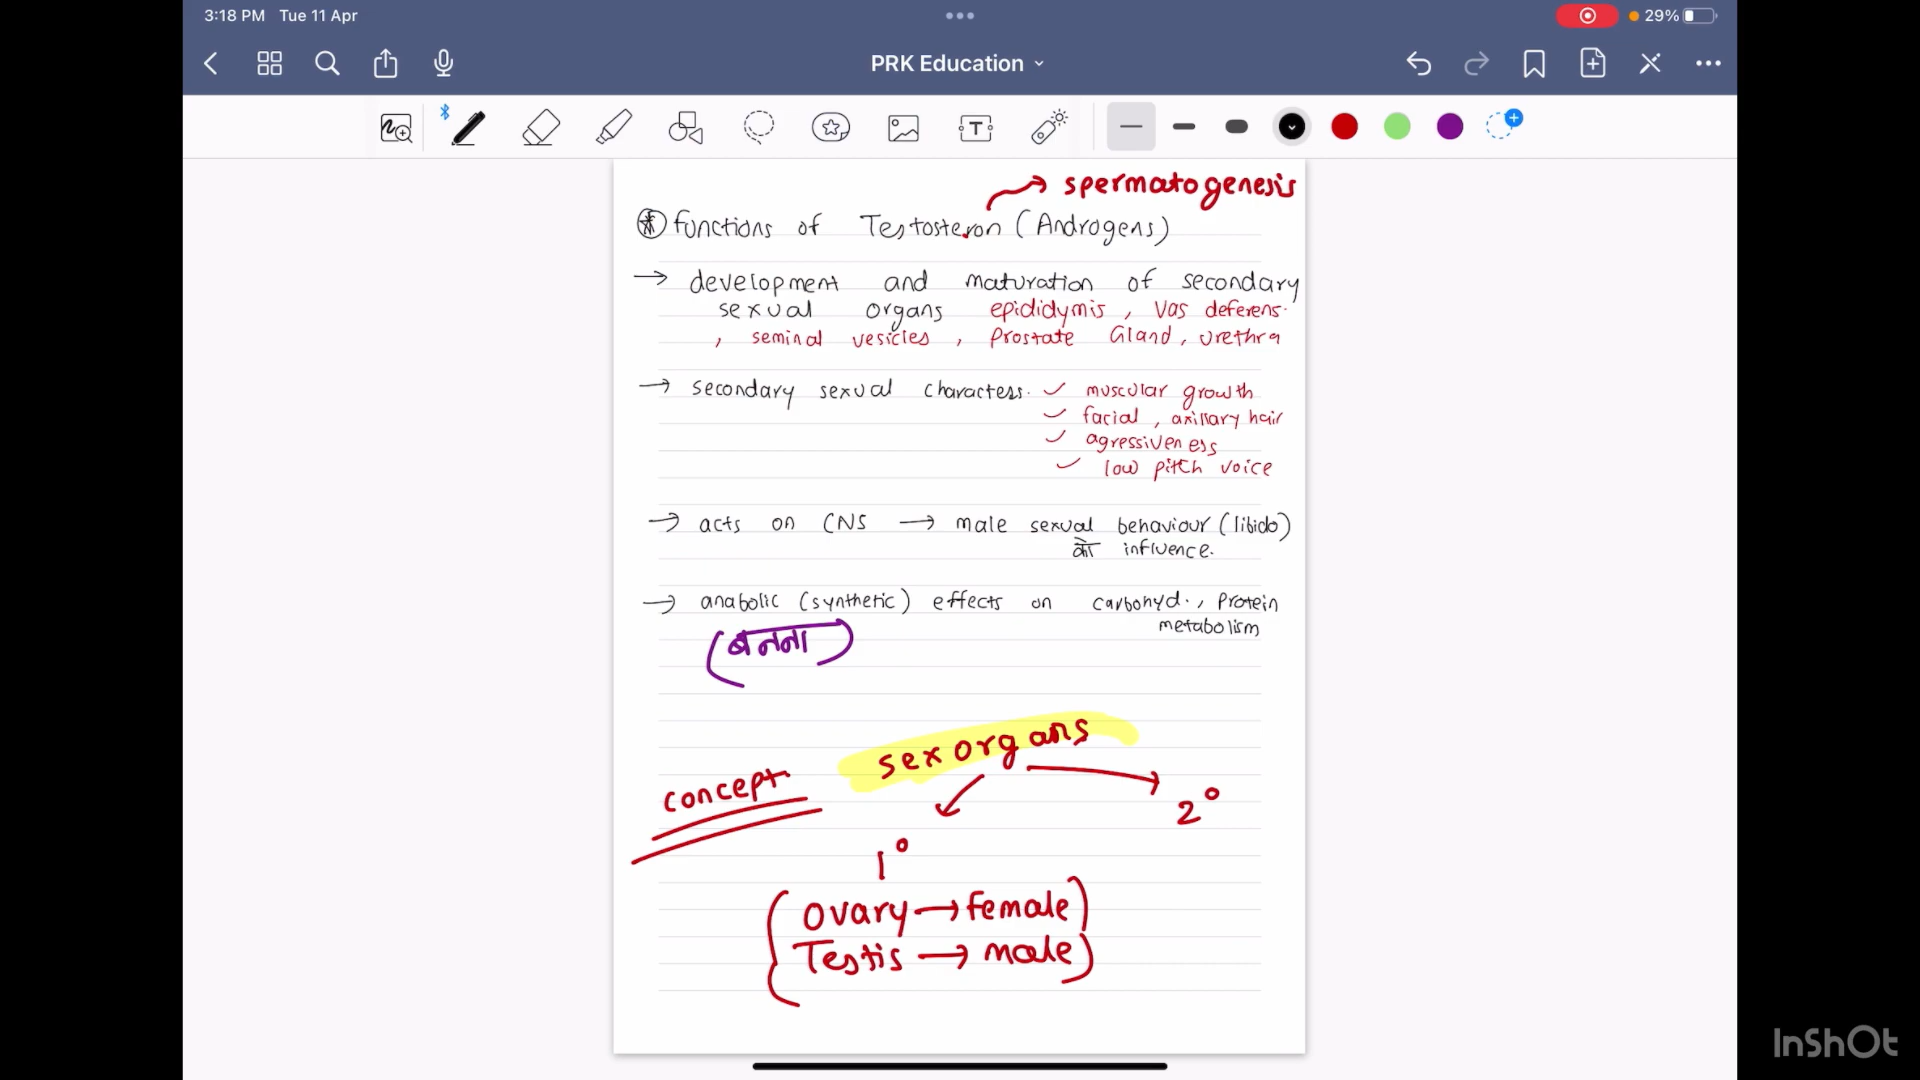 3:18 PM Tue 11 Apr
29%
PRK Education
T
spermatogenesis
functions of Testosteron (Androgens)
→ development and maturation of secondary
sexual organs epididymis, Vas deferens.
, seminal vesicles, Prostate Gland, urethra
→ secondary sexual characters. ✓ muscular growth
✓ facial, axillary hair
✓ agressiveness
✓ low pitch voice
→ acts on CNS → male sexual behaviour (libido)
को influence.
→ anabolic (synthetic) effects on carbohyd., Protein
metabolism
(बनना)
sex organs
concept
2°
1°
Ovary → female
Testis → male
InShOt